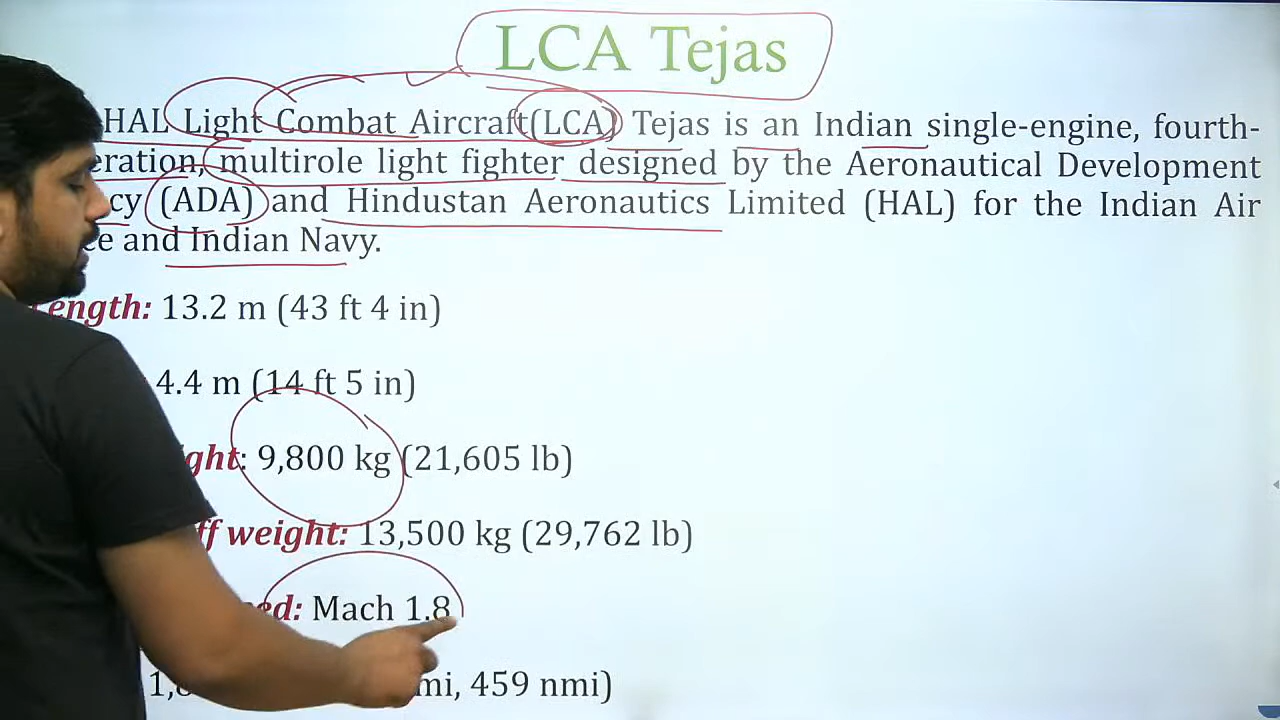 LCA Tejas
HAL Light Combat Aircraft(LCA) Tejas is an Indian single-engine, fourth-
eration, multirole light fighter designed by the Aeronautical Development
cy (ADA) and Hindustan Aeronautics Limited (HAL) for the Indian Air
e and Indian Navy.
ength: 13.2 m (43 ft 4 in)
4.4 m (14 ft 5 in)
ght: 9,800 kg (21,605 lb)
ff weight: 13,500 kg (29,762 lb)
ed: Mach 1.8
mi, 459 nmi)